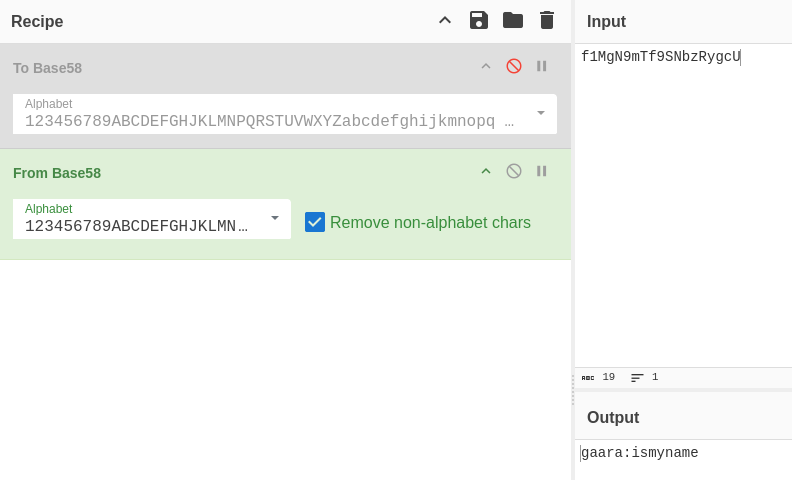 Recipe
To Base58
Alphabet
123456789ABCDEFGHJKLMNPQRSTUVWXYZabcdefghijkmnopq …
From Base58
Alphabet
123456789ABCDEFGHJKLMN…
Remove non-alphabet chars
Input
f1MgN9mTf9SNbzRygcU
ABC 19
1
Output
gaara:ismyname